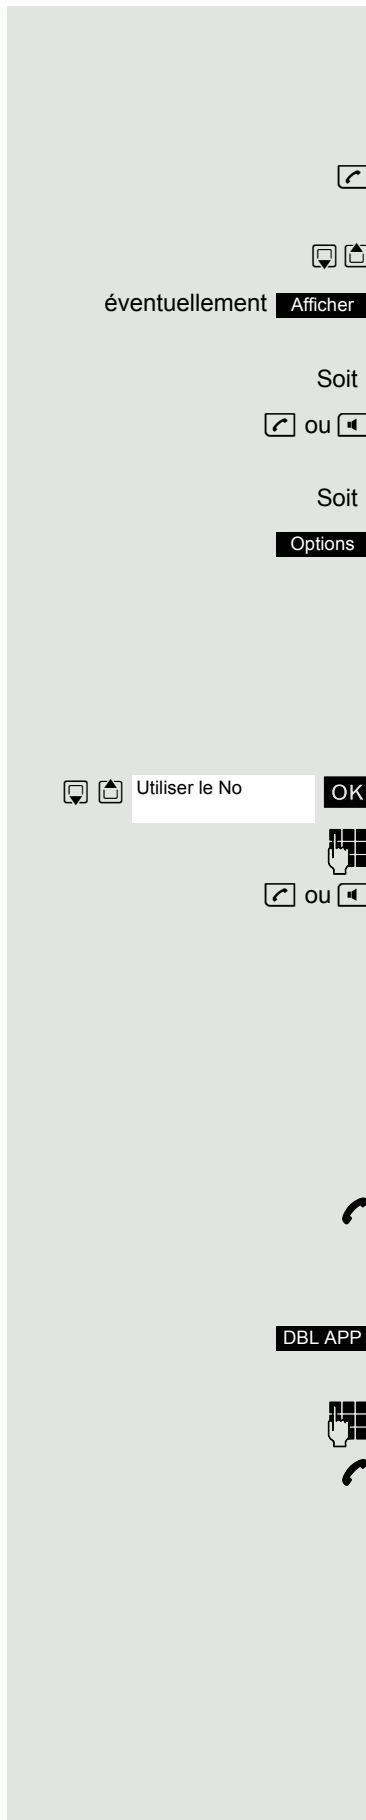 éventuellement Afficher
Soit
ou
Soit
Options
Utiliser le No OK
ou
DBL APP